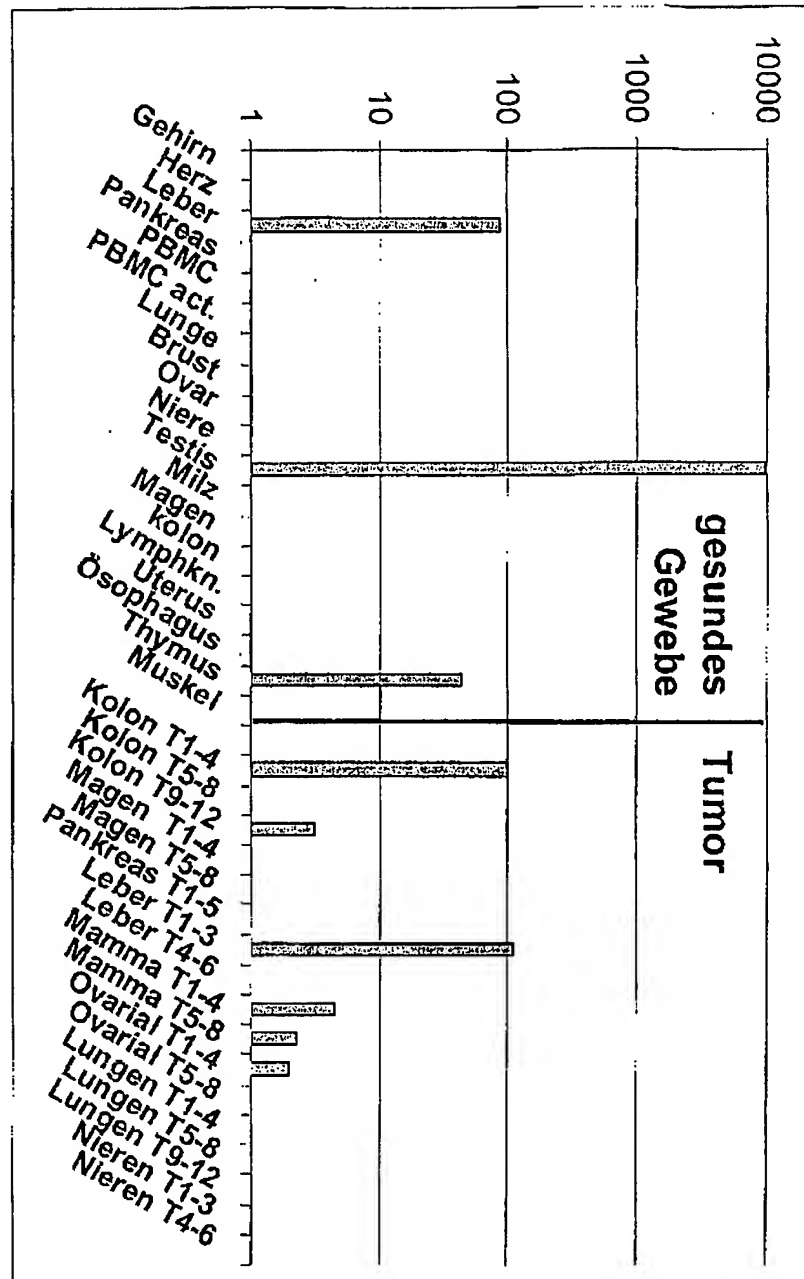 10000
1000
100
10
1
gesundes
Gewebe
Tumor
Gehirn
Herz
Leber
Pankreas
PBMC
PBMC act.
Lunge
Brust
Ovar
Niere
Testis
Milz
Magen
kolon
Lymphkn.
Uterus
Ösophagus
Thymus
Muskel
Kolon T1-4
Kolon T5-8
Kolon T9-12
Magen T1-4
Magen T5-8
Pankreas T1-5
Leber T1-3
Leber T4-6
Mamma T1-4
Mamma T5-8
Ovarial T1-4
Ovarial T5-8
Lungen T1-4
Lungen T5-8
Lungen T9-12
Nieren T1-3
Nieren T4-6